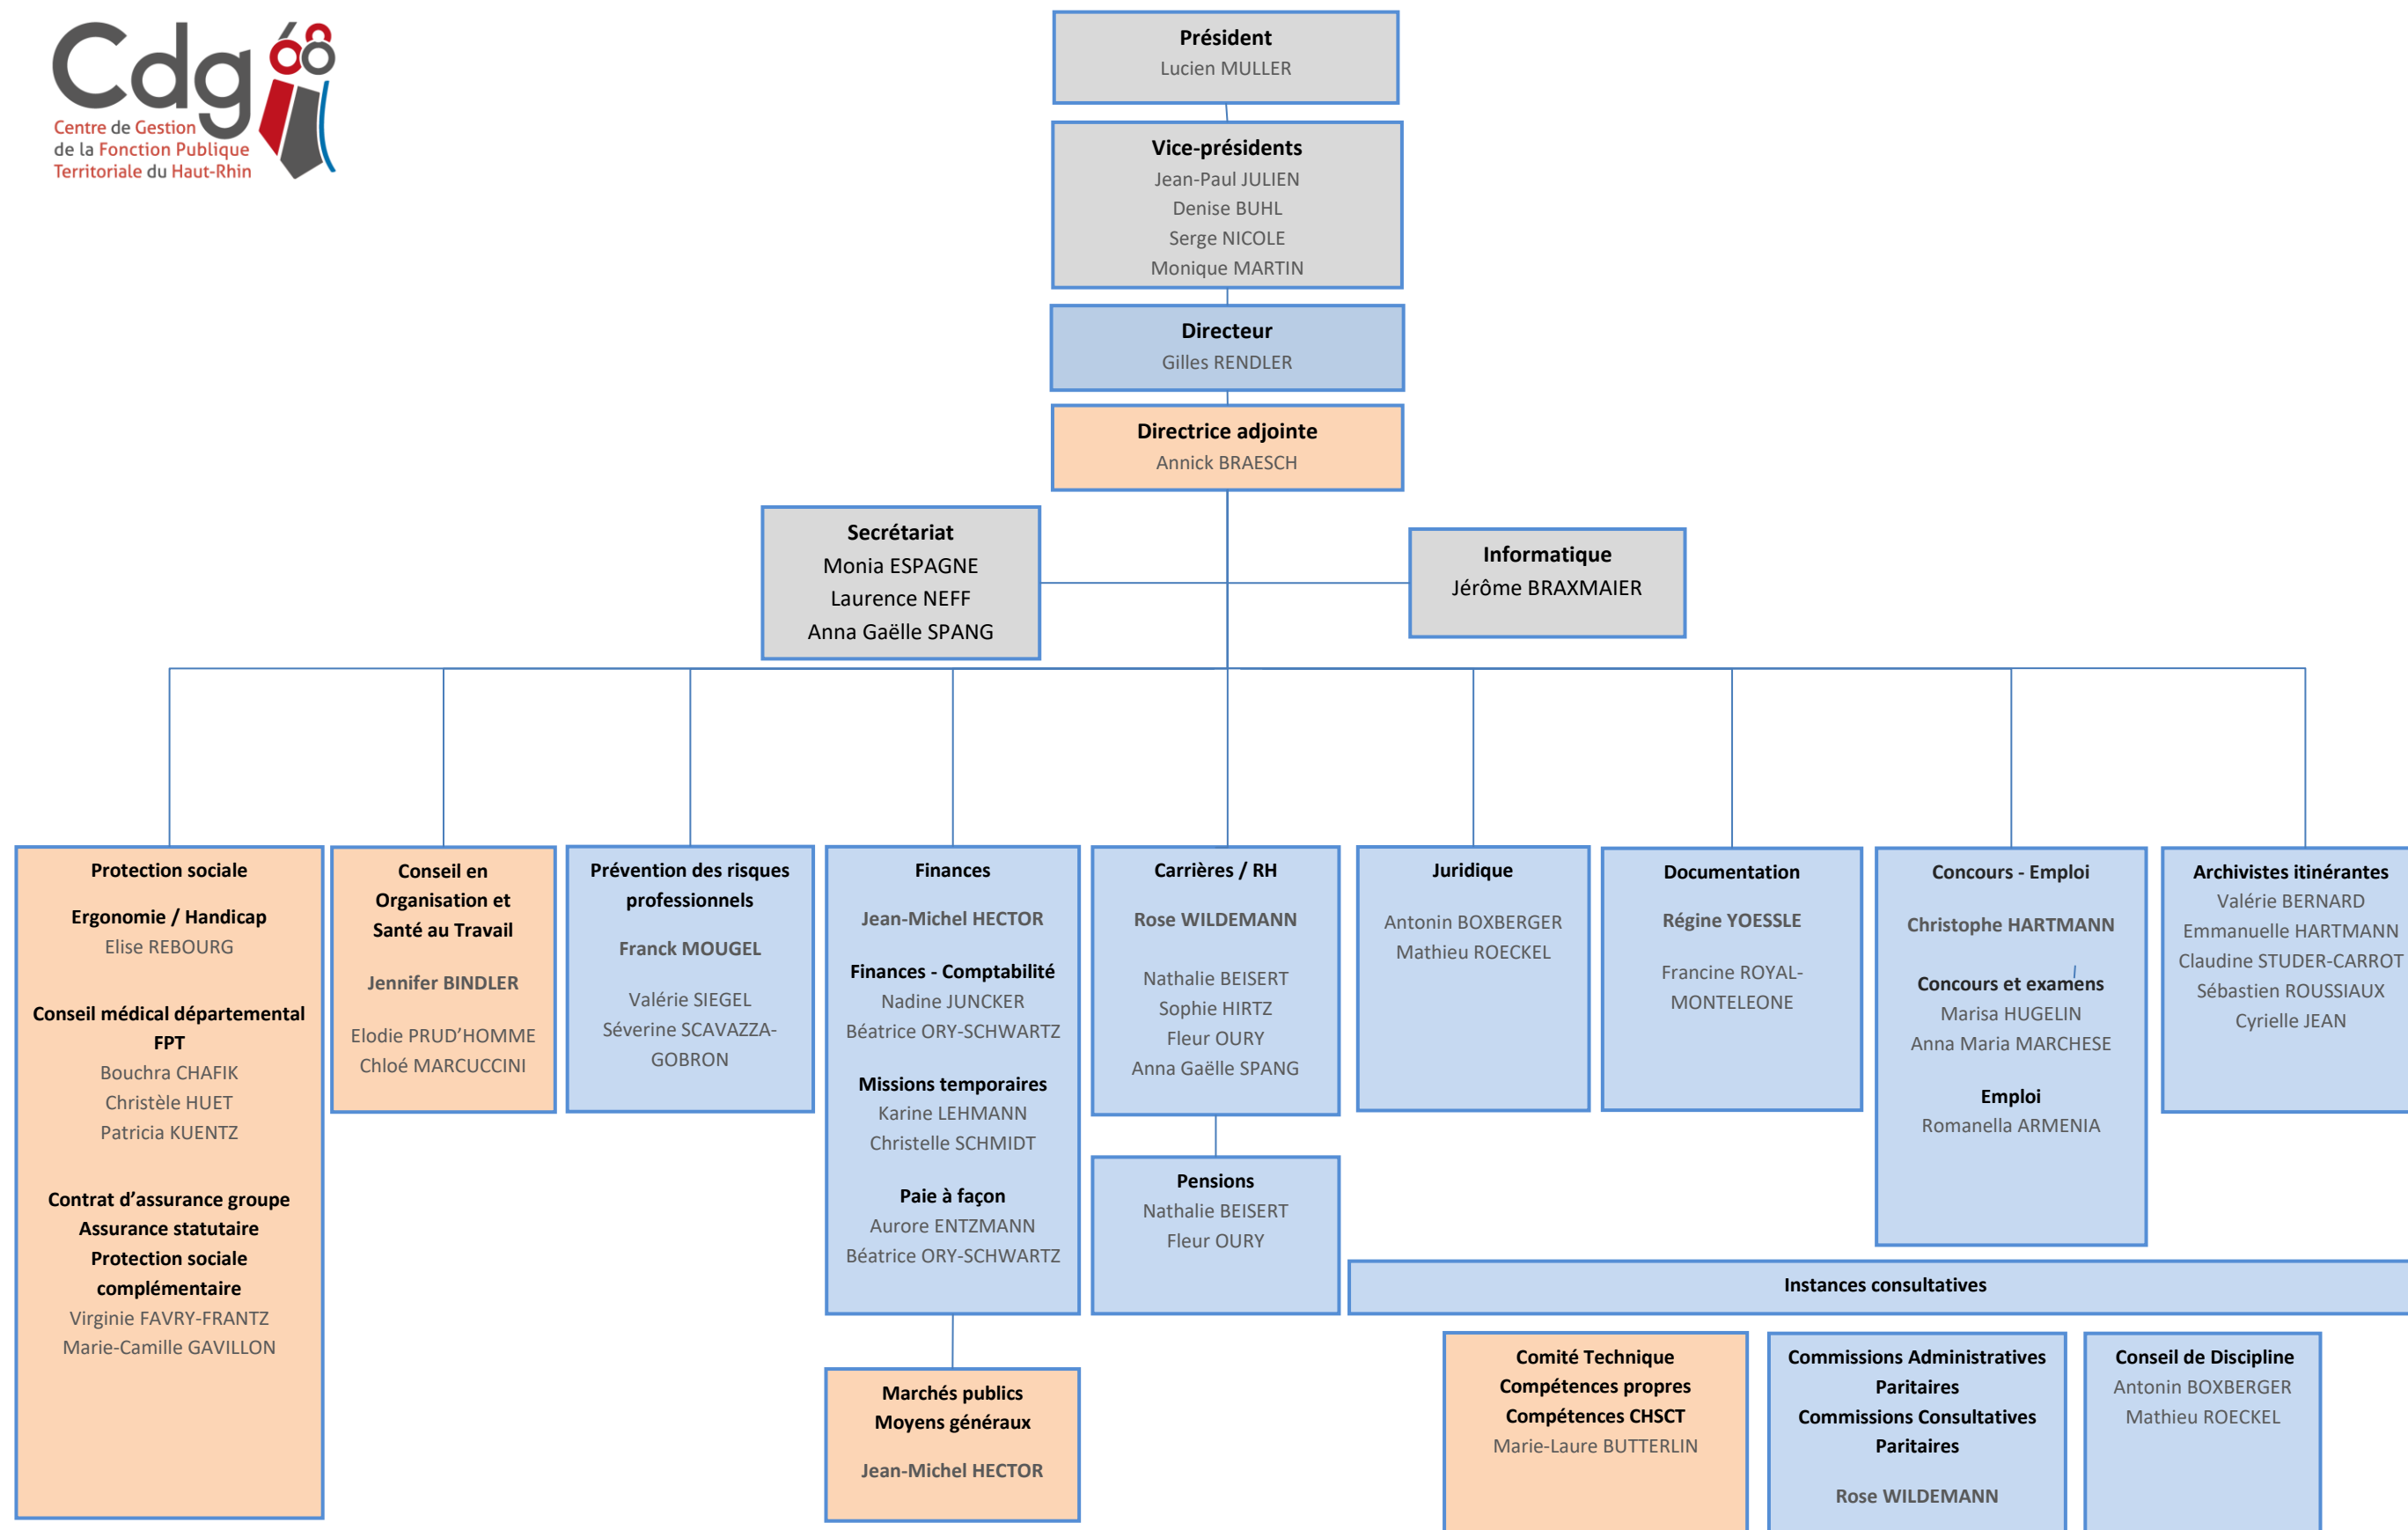 Cdg 68
Centre de Gestion
de la Fonction Publique
Territoriale du Haut-Rhin
Président
Lucien MULLER
Vice-présidents
Jean-Paul JULIEN
Denise BUHL
Serge NICOLE
Monique MARTIN
Directeur
Gilles RENDLER
Directrice adjointe
Annick BRAESCH
Secrétariat
Monia ESPAGNE
Laurence NEFF
Anna Gaëlle SPANG
Informatique
Jérôme BRAXMAIER
Protection sociale
Ergonomie / Handicap
Elise REBOURG
Conseil médical départemental
FPT
Bouchra CHAFIK
Christèle HUET
Patricia KUENTZ
Contrat d’assurance groupe
Assurance statutaire
Protection sociale
complémentaire
Virginie FAVRY-FRANTZ
Marie-Camille GAVILLON
Conseil en
Organisation et
Santé au Travail
Jennifer BINDLER
Elodie PRUD’HOMME
Chloé MARCUCCINI
Prévention des risques
professionnels
Franck MOUGEL
Valérie SIEGEL
Séverine SCAVAZZA-
GOBRON
Finances
Jean-Michel HECTOR
Finances - Comptabilité
Nadine JUNCKER
Béatrice ORY-SCHWARTZ
Missions temporaires
Karine LEHMANN
Christelle SCHMIDT
Paie à façon
Aurore ENTZMANN
Béatrice ORY-SCHWARTZ
Marchés publics
Moyens généraux
Jean-Michel HECTOR
Carrières / RH
Rose WILDEMANN
Nathalie BEISERT
Sophie HIRTZ
Fleur OURY
Anna Gaëlle SPANG
Pensions
Nathalie BEISERT
Fleur OURY
Juridique
Antonin BOXBERGER
Mathieu ROECKEL
Documentation
Régine YOESSLE
Francine ROYAL-
MONTELEONE
Concours - Emploi
Christophe HARTMANN
Concours et examens
Marisa HUGELIN
Anna Maria MARCHESE
Emploi
Romanella ARMENIA
Archivistes itinérantes
Valérie BERNARD
Emmanuelle HARTMANN
Claudine STUDER-CARROT
Sébastien ROUSSIAUX
Cyrielle JEAN
Instances consultatives
Comité Technique
Compétences propres
Compétences CHSCT
Marie-Laure BUTTERLIN
Commissions Administratives
Paritaires
Commissions Consultatives
Paritaires
Rose WILDEMANN
Conseil de Discipline
Antonin BOXBERGER
Mathieu ROECKEL